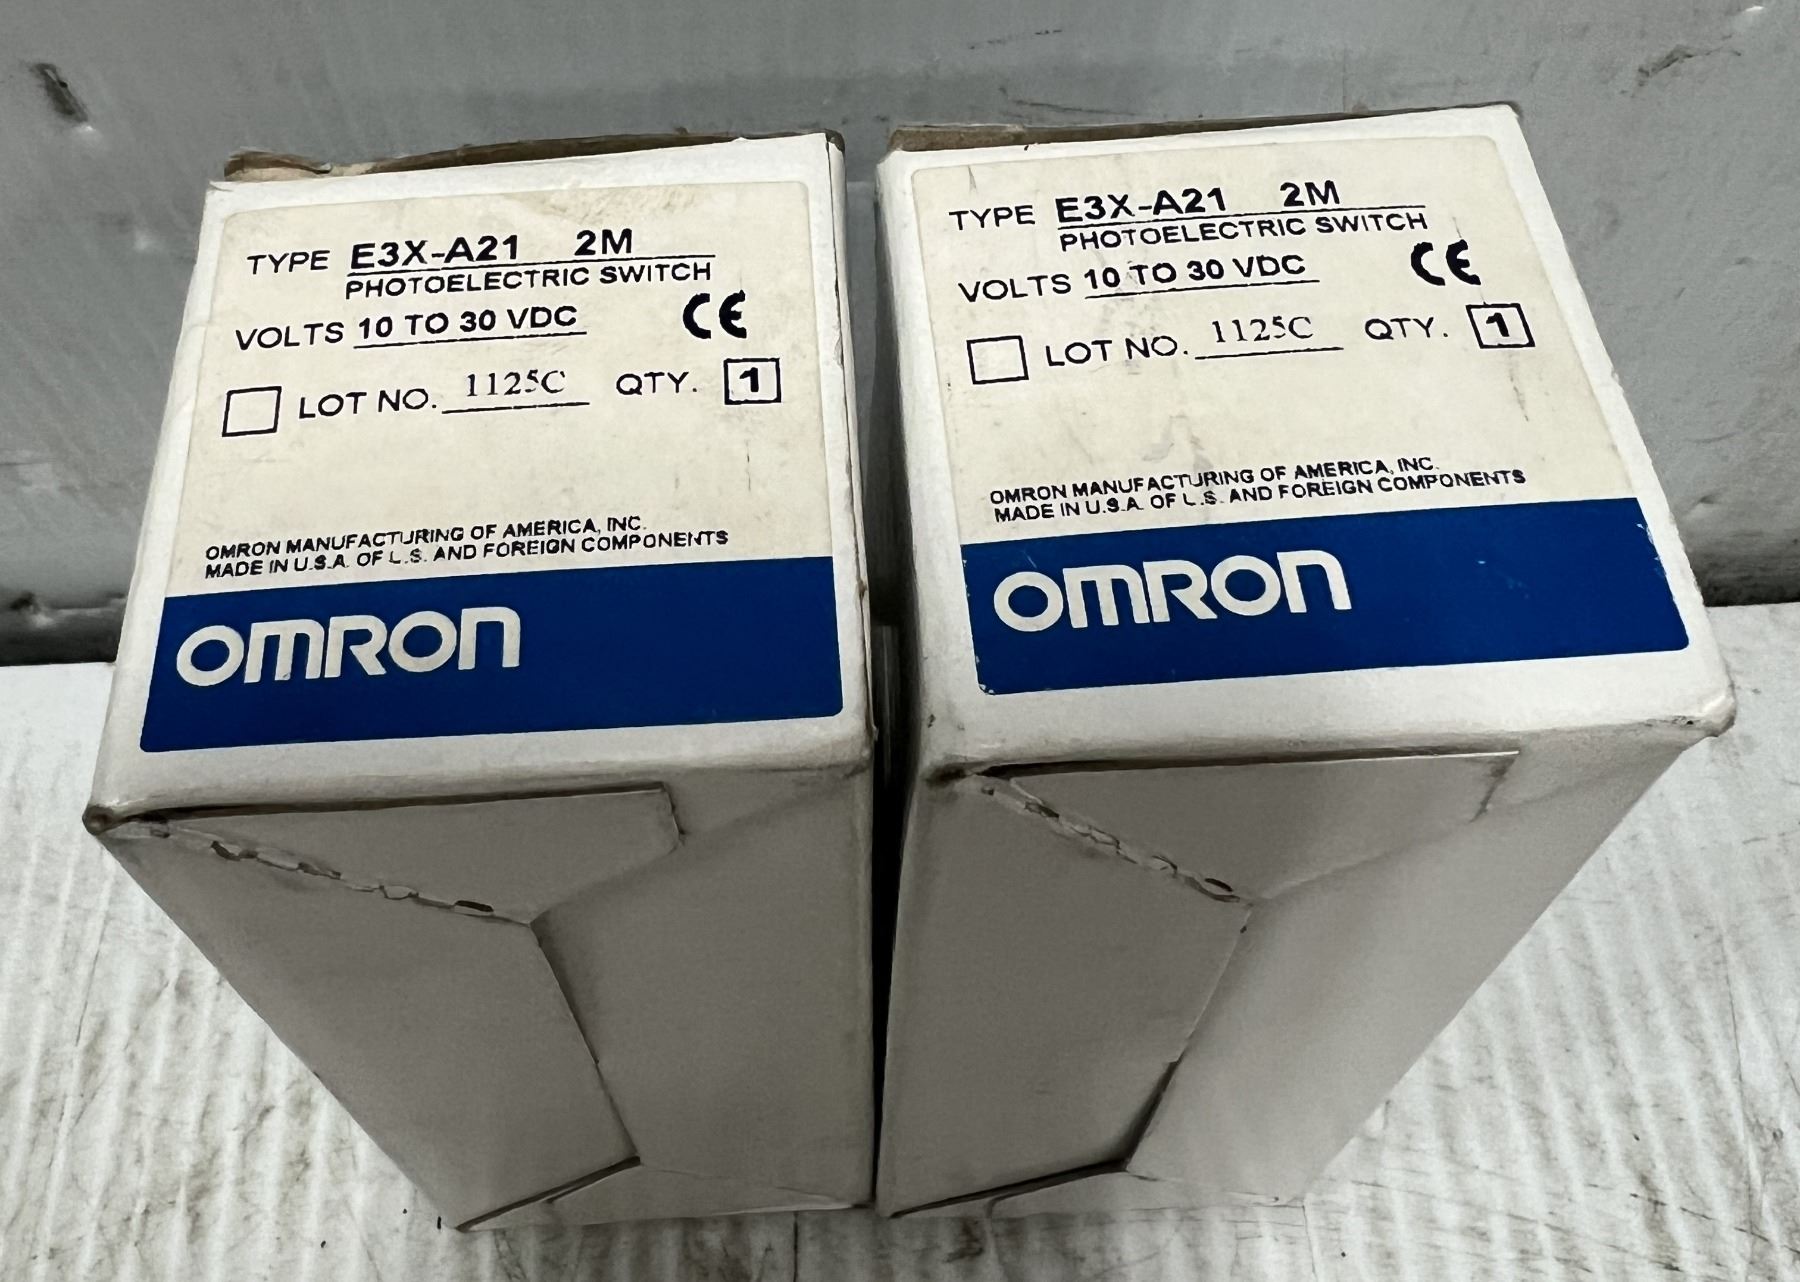 TYPE E3X-A21 2M
PHOTOELECTRIC SWITCH
VOLTS 10 TO 30 VDC CE
LOT NO. 1125C QTY. 1
OMRON MANUFACTURING OF AMERICA, INC.
MADE IN U.S.A. OF U.S. AND FOREIGN COMPONENTS
OMRON
TYPE E3X-A21 2M
PHOTOELECTRIC SWITCH
VOLTS 10 TO 30 VDC CE
LOT NO. 1125C QTY. 1
OMRON MANUFACTURING OF AMERICA, INC.
MADE IN U.S.A. OF U.S. AND FOREIGN COMPONENTS
OMRON